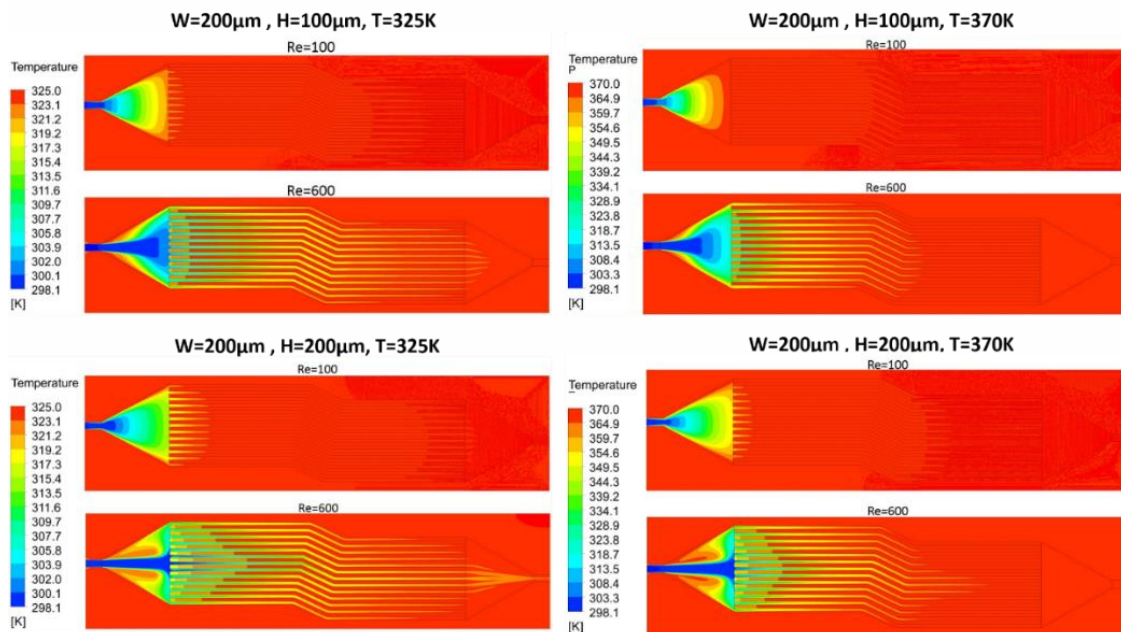 W=200µm , H=100µm, T=325K
Re=100
Temperature
325.0
323.1
321.2
319.2
317.3
315.4
313.5
311.6
309.7
307.7
305.8
303.9
302.0
300.1
298.1
[K]
Re=600
W=200µm , H=100µm, T=370K
Re=100
Temperature
P
370.0
364.9
359.7
354.6
349.5
344.3
339.2
334.1
328.9
323.8
318.7
313.5
308.4
303.3
298.1
[K]
Re=600
W=200µm , H=200µm, T=325K
Re=100
Temperature
325.0
323.1
321.2
319.2
317.3
315.4
313.5
311.6
309.7
307.7
305.8
303.9
302.0
300.1
298.1
[K]
Re=600
W=200µm . H=200µm. T=370K
Re=100
Temperature
370.0
364.9
359.7
354.6
349.5
344.3
339.2
334.1
328.9
323.8
318.7
313.5
308.4
303.3
298.1
[K]
Re=600